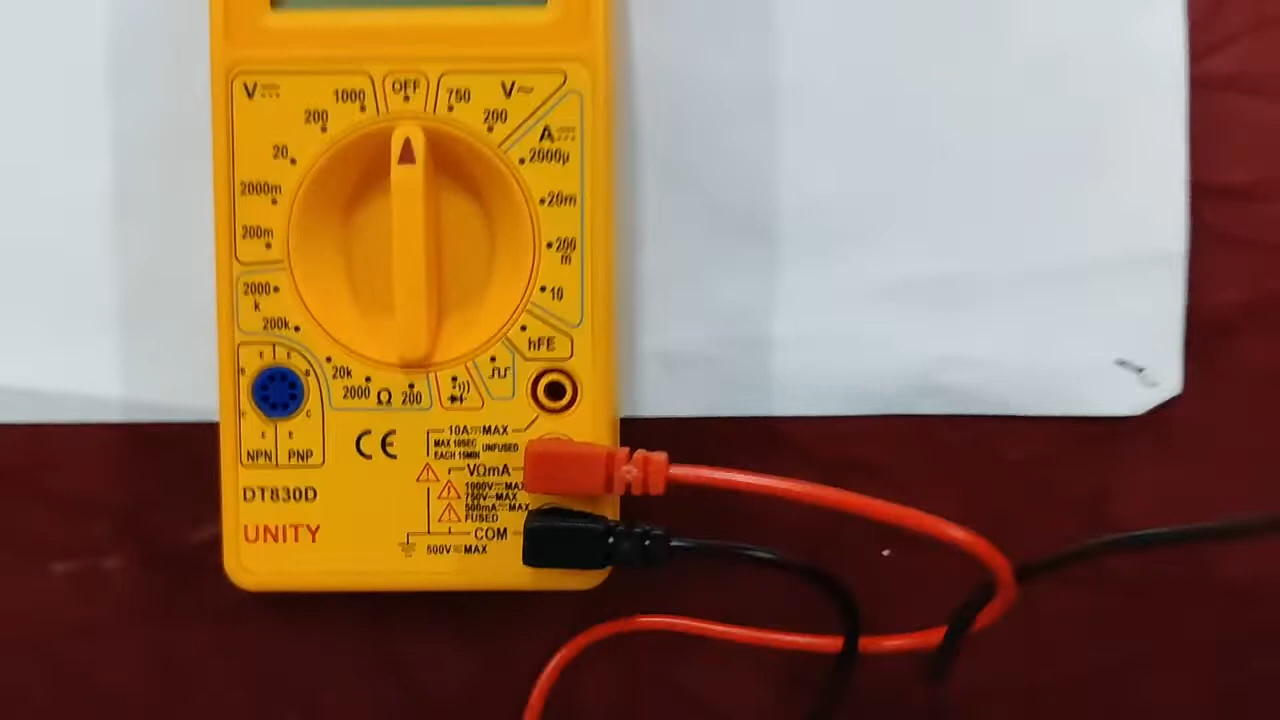 V⎓
1000
OFF
750
V~
200
200
A⎓
20
2000µ
2000m
20m
200m
200
m
2000
k
10
200k
hFE
20k
2000
Ω
200
E
E
B
B
C
C
E
E
NPN
PNP
CE
10A⎓MAX
MAX 10SEC
EACH 15MIN
UNFUSED
VΩmA
1000V⎓MAX
750V~MAX
500mA⎓MAX
FUSED
COM
500V⎓MAX
DT830D
UNITY